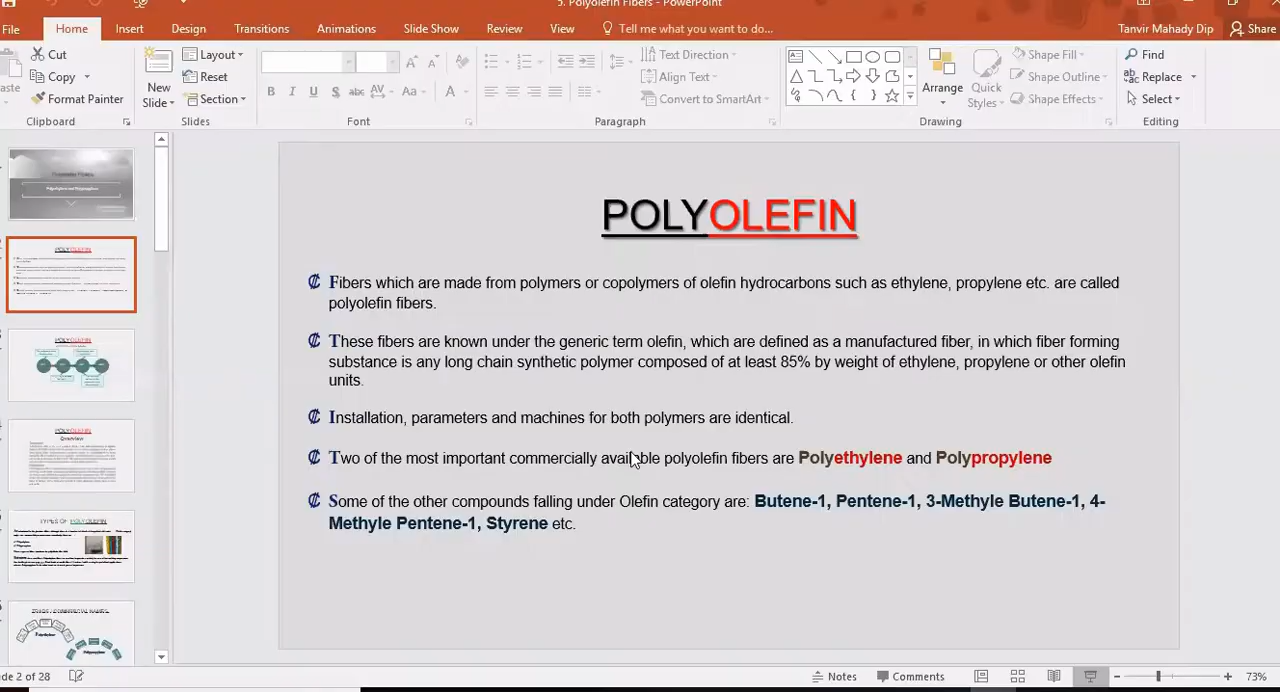 5. Polyolefin Fibers - PowerPoint
File Home Insert Design Transitions Animations Slide Show Review View Tell me what you want to do... Tanvir Mahady Dip Share
Cut
Copy
Format Painter
Clipboard
New
Slide
Layout
Reset
Section
Slides
Font
Text Direction
Align Text
Convert to SmartArt
Paragraph
Arrange
Quick
Styles
Shape Fill
Shape Outline
Shape Effects
Drawing
Find
Replace
Select
Editing
POLYOLEFIN
Fibers which are made from polymers or copolymers of olefin hydrocarbons such as ethylene, propylene etc. are called
polyolefin fibers.
These fibers are known under the generic term olefin, which are defined as a manufactured fiber, in which fiber forming
substance is any long chain synthetic polymer composed of at least 85% by weight of ethylene, propylene or other olefin
units.
Installation, parameters and machines for both polymers are identical.
Two of the most important commercially available polyolefin fibers are Polyethylene and Polypropylene
Some of the other compounds falling under Olefin category are: Butene-1, Pentene-1, 3-Methyle Butene-1, 4-
Methyle Pentene-1, Styrene etc.
POLYOLEFIN
POLYOLEFIN
POLYOLEFIN
TYPES OF POLYOLEFIN
de 2 of 28
Notes Comments 73%